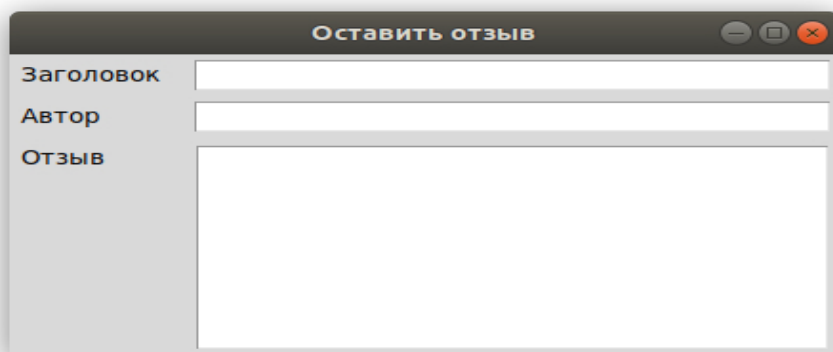 Оставить отзыв
Заголовок
Автор
Отзыв